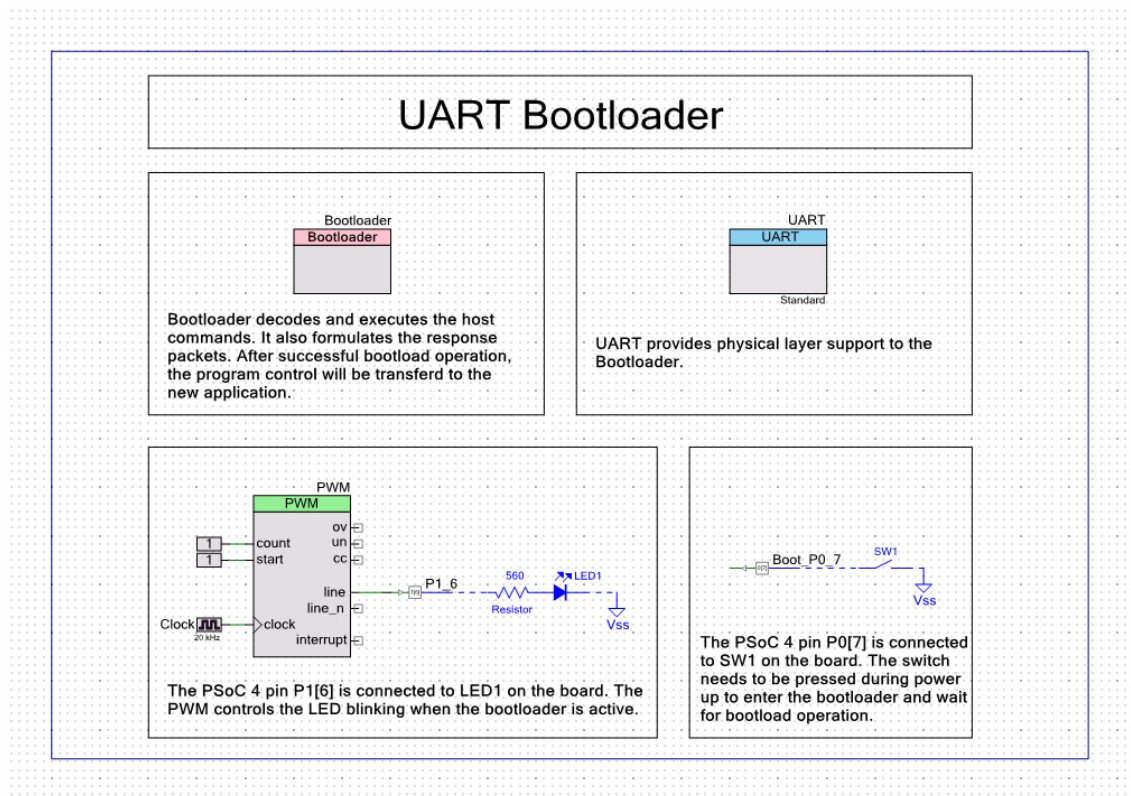 UART Bootloader
Bootloader
Bootloader
Bootloader decodes and executes the host
commands. It also formulates the response
packets. After successful bootload operation,
the program control will be transferd to the
new application.
UART
UART
Standard
UART provides physical layer support to the
Bootloader.
PWM
PWM
ov
1
count
un
1
start
cc
line
P1_6
560
Resistor
LED1
Vss
line_n
Clock
20 kHz
clock
interrupt
The PSoC 4 pin P1[6] is connected to LED1 on the board. The
PWM controls the LED blinking when the bootloader is active.
Boot_P0_7
SW1
Vss
The PSoC 4 pin P0[7] is connected
to SW1 on the board. The switch
needs to be pressed during power
up to enter the bootloader and wait
for bootload operation.